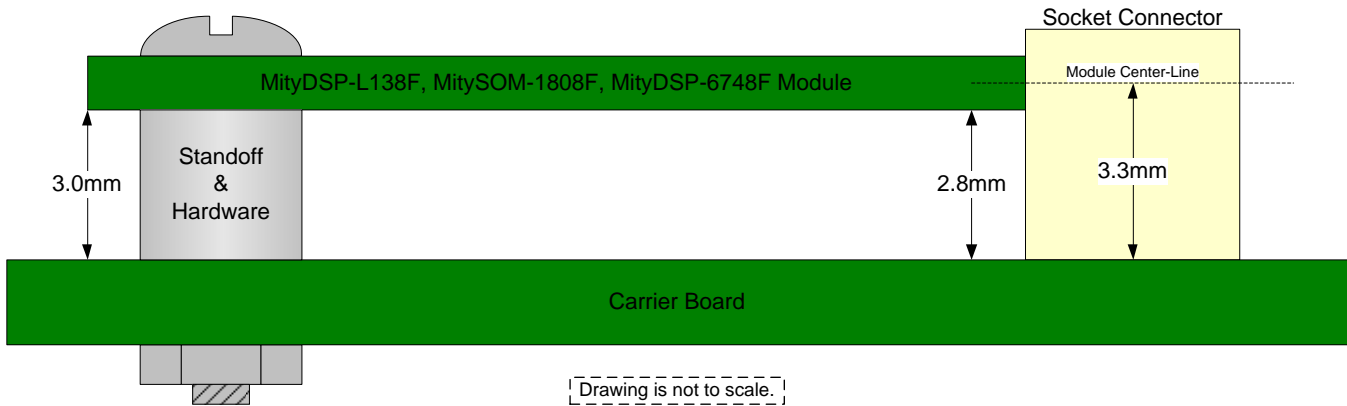 Socket Connector
Module Center-Line
MityDSP-L138F, MitySOM-1808F, MityDSP-6748F Module
3.0mm
Standoff
&
Hardware
2.8mm
3.3mm
Carrier Board
Drawing is not to scale.